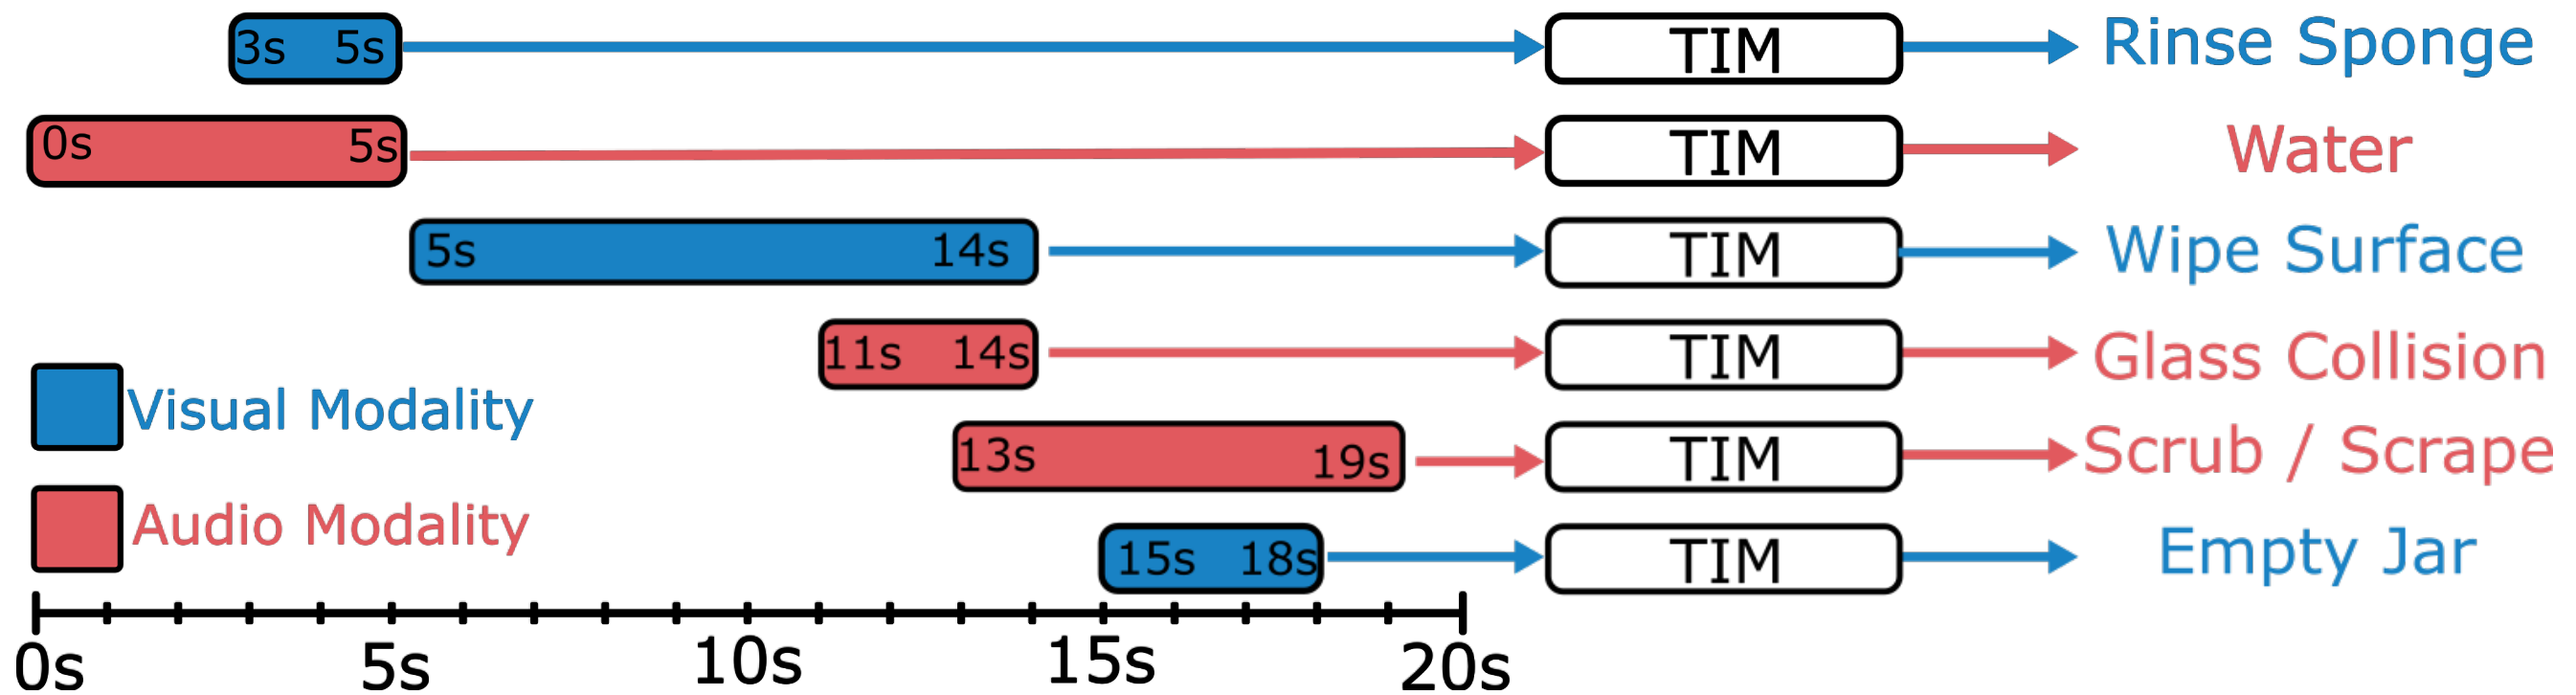 3s 5s TIM Rinse Sponge
0s 5s TIM Water
5s 14s TIM Wipe Surface
11s 14s TIM Glass Collision
Visual Modality
13s 19s TIM Scrub / Scrape
Audio Modality
15s 18s TIM Empty Jar
0s 5s 10s 15s 20s